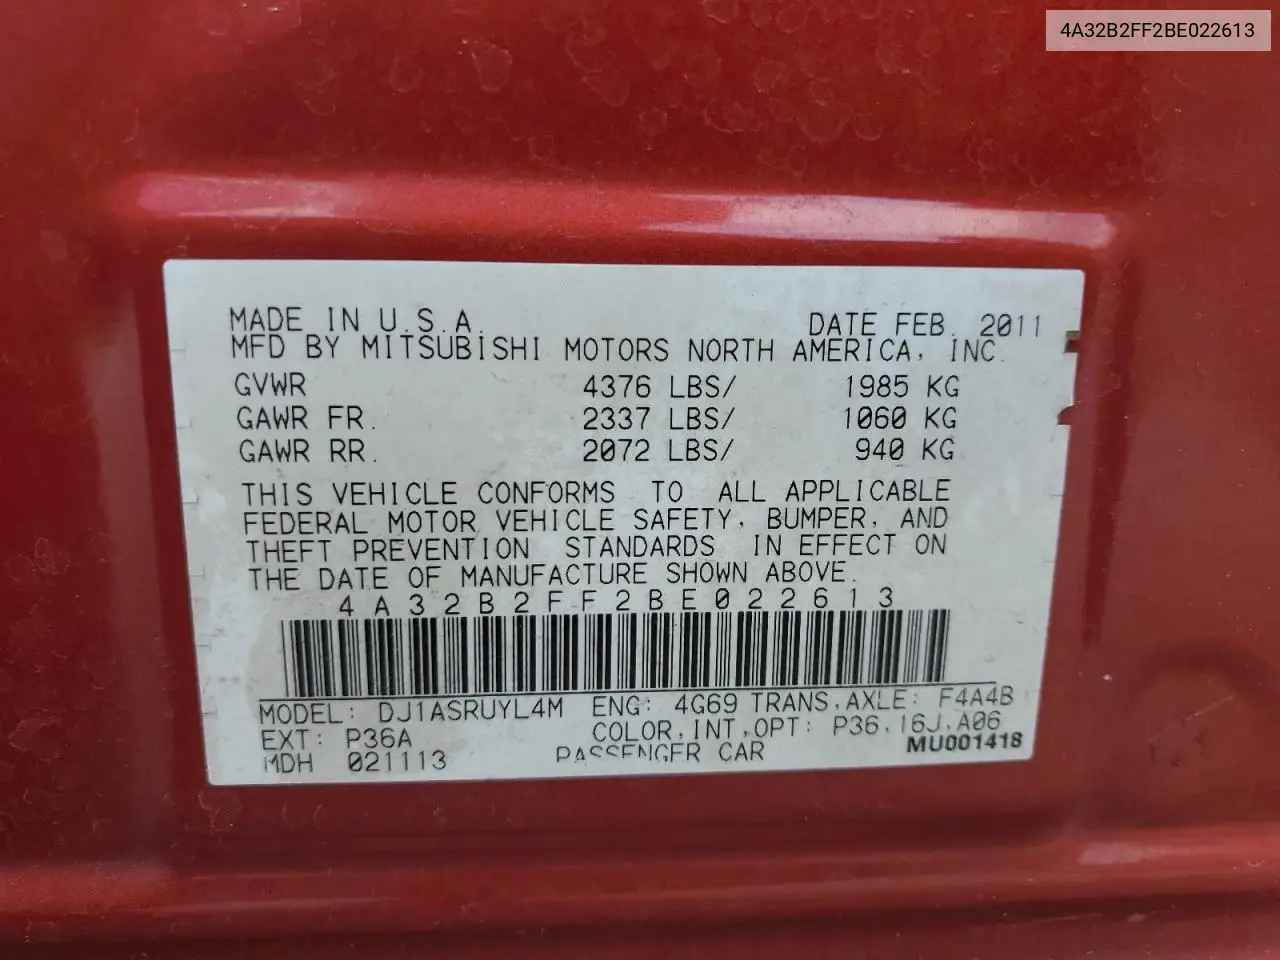 4A32B2FF2BE022613
MADE IN U.S.A. DATE FEB. 2011
MFD BY MITSUBISHI MOTORS NORTH AMERICA, INC.
GVWR 4376 LBS/ 1985 KG
GAWR FR. 2337 LBS/ 1060 KG
GAWR RR. 2072 LBS/ 940 KG
THIS VEHICLE CONFORMS TO ALL APPLICABLE
FEDERAL MOTOR VEHICLE SAFETY, BUMPER, AND
THEFT PREVENTION STANDARDS IN EFFECT ON
THE DATE OF MANUFACTURE SHOWN ABOVE.
4A32B2FF2BE022613
MODEL: DJ1ASRUYL4M ENG: 4G69 TRANS,AXLE: F4A4B
EXT: P36A COLOR,INT,OPT: P36,16J,A06
MDH 021113 PASSENGER CAR MU001418